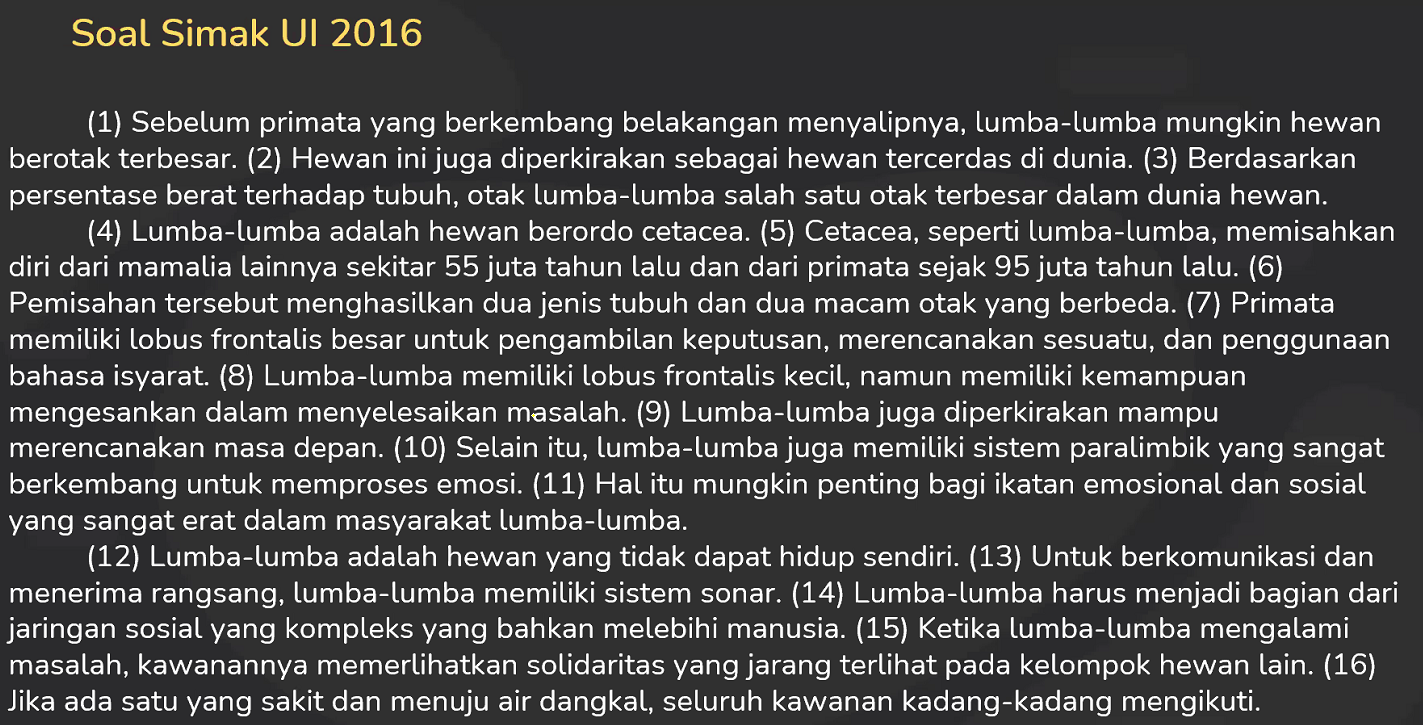 Soal Simak UI 2016
(1) Sebelum primata yang berkembang belakangan menyalipnya, lumba-lumba mungkin hewan
berotak terbesar. (2) Hewan ini juga diperkirakan sebagai hewan tercerdas di dunia. (3) Berdasarkan
persentase berat terhadap tubuh, otak lumba-lumba salah satu otak terbesar dalam dunia hewan.
(4) Lumba-lumba adalah hewan berordo cetacea. (5) Cetacea, seperti lumba-lumba, memisahkan
diri dari mamalia lainnya sekitar 55 juta tahun lalu dan dari primata sejak 95 juta tahun lalu. (6)
Pemisahan tersebut menghasilkan dua jenis tubuh dan dua macam otak yang berbeda. (7) Primata
memiliki lobus frontalis besar untuk pengambilan keputusan, merencanakan sesuatu, dan penggunaan
bahasa isyarat. (8) Lumba-lumba memiliki lobus frontalis kecil, namun memiliki kemampuan
mengesankan dalam menyelesaikan masalah. (9) Lumba-lumba juga diperkirakan mampu
merencanakan masa depan. (10) Selain itu, lumba-lumba juga memiliki sistem paralimbik yang sangat
berkembang untuk memproses emosi. (11) Hal itu mungkin penting bagi ikatan emosional dan sosial
yang sangat erat dalam masyarakat lumba-lumba.
(12) Lumba-lumba adalah hewan yang tidak dapat hidup sendiri. (13) Untuk berkomunikasi dan
menerima rangsang, lumba-lumba memiliki sistem sonar. (14) Lumba-lumba harus menjadi bagian dari
jaringan sosial yang kompleks yang bahkan melebihi manusia. (15) Ketika lumba-lumba mengalami
masalah, kawanannya memerlihatkan solidaritas yang jarang terlihat pada kelompok hewan lain. (16)
Jika ada satu yang sakit dan menuju air dangkal, seluruh kawanan kadang-kadang mengikuti.